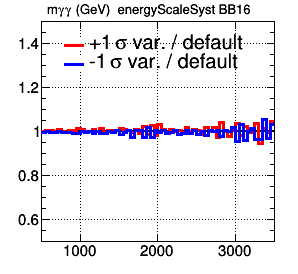 mγγ (GeV) energyScaleSyst BB16
+1 σ var. / default
-1 σ var. / default
1.4
1.2
1
0.8
0.6
1000 2000 3000